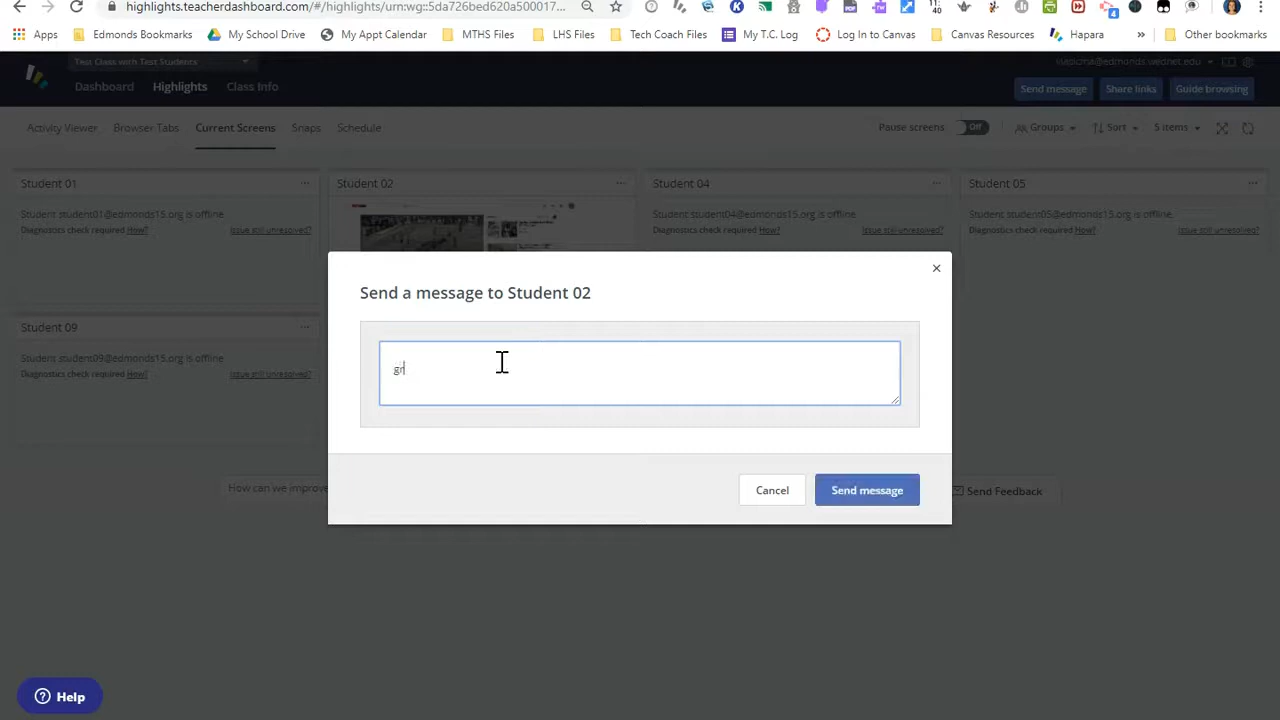 highlights.teacherdashboard.com/#/highlights/urn:wg::5da726bed620a500017...
11 40
Apps Edmonds Bookmarks My School Drive My Appt Calendar MTHS Files LHS Files Tech Coach Files My T.C. Log Log In to Canvas Canvas Resources Hapara » Other bookmarks
Test Class with Test Students
Dashboard Highlights Class Info
Send message Share links Guide browsing
Activity Viewer Browser Tabs Current Screens Snaps Schedule
Pause screens Off Groups Sort 5 items
Student 01 ... Student 02 ... Student 04 ... Student 05 ...
Student student01@edmonds15.org is offline Student student04@edmonds15.org is offline Student student05@edmonds15.org is offline
Diagnostics check required How? Issue still unresolved? Diagnostics check required How? Issue still unresolved? Diagnostics check required How? Issue still unresolved?
Send a message to Student 02
Student 09 ...
Student student09@edmonds15.org is offline
Diagnostics check required How? Issue still unresolved?
gr
How can we improve
Cancel Send message
Send Feedback
Help